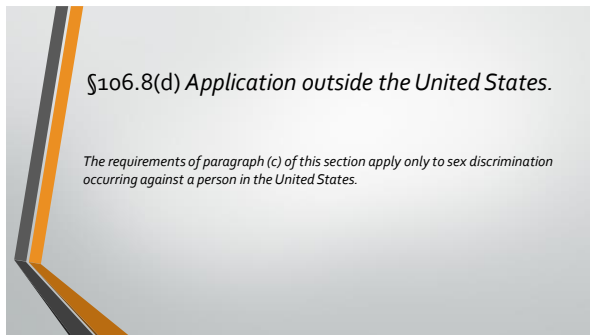 §106.8(d) Application outside the United States.
The requirements of paragraph (c) of this section apply only to sex discrimination
occurring against a person in the United States.